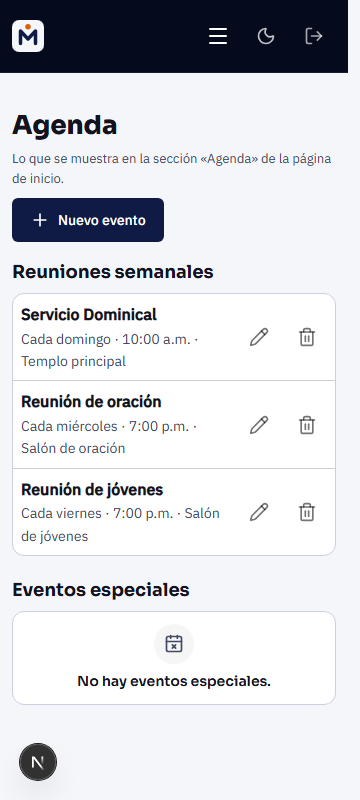 M
Agenda
Lo que se muestra en la sección «Agenda» de la página
de inicio.
Nuevo evento
Reuniones semanales
Servicio Dominical
Cada domingo · 10:00 a.m. ·
Templo principal
Reunión de oración
Cada miércoles · 7:00 p.m. ·
Salón de oración
Reunión de jóvenes
Cada viernes · 7:00 p.m. · Salón
de jóvenes
Eventos especiales
No hay eventos especiales.
N